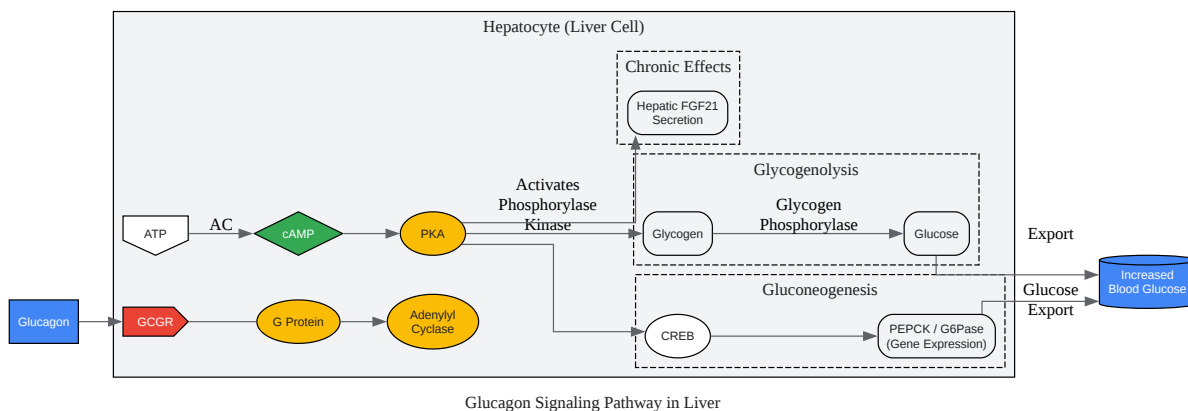 Hepatocyte (Liver Cell)
Chronic Effects
Hepatic FGF21
Secretion
Glycogenolysis
Activates
Phosphorylase
Kinase
Glycogen
Phosphorylase
ATP
AC
cAMP
PKA
Glycogen
Glucose
Export
Increased
Blood Glucose
Glucose
Export
Gluconeogenesis
Glucagon
GCGR
G Protein
Adenylyl
Cyclase
CREB
PEPCK / G6Pase
(Gene Expression)
Glucagon Signaling Pathway in Liver